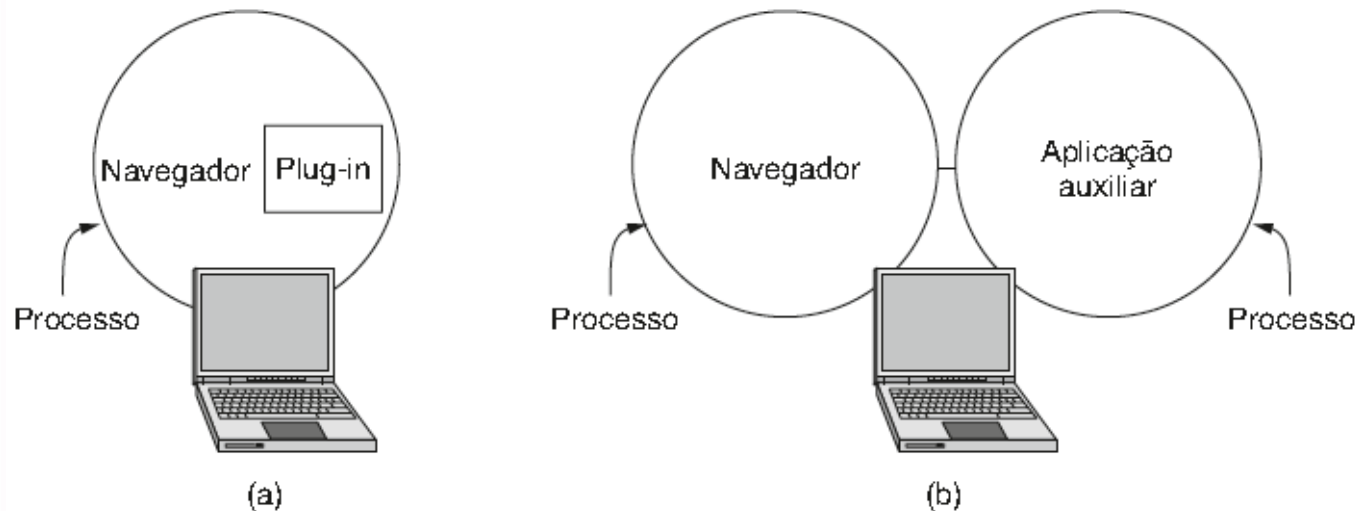 Navegador
Plug-in
Processo
(a)
Navegador
Aplicação
auxiliar
Processo
Processo
(b)